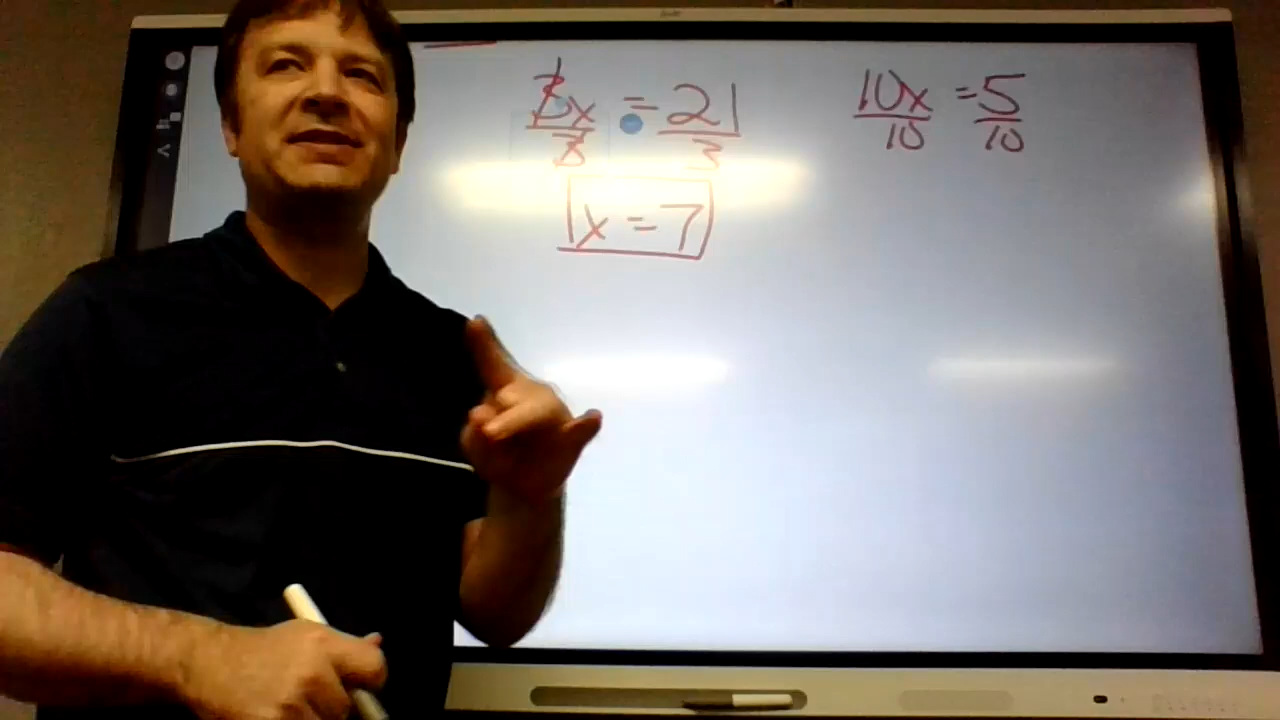 3x = 21
3 3
x = 7
10x = 5
10 10